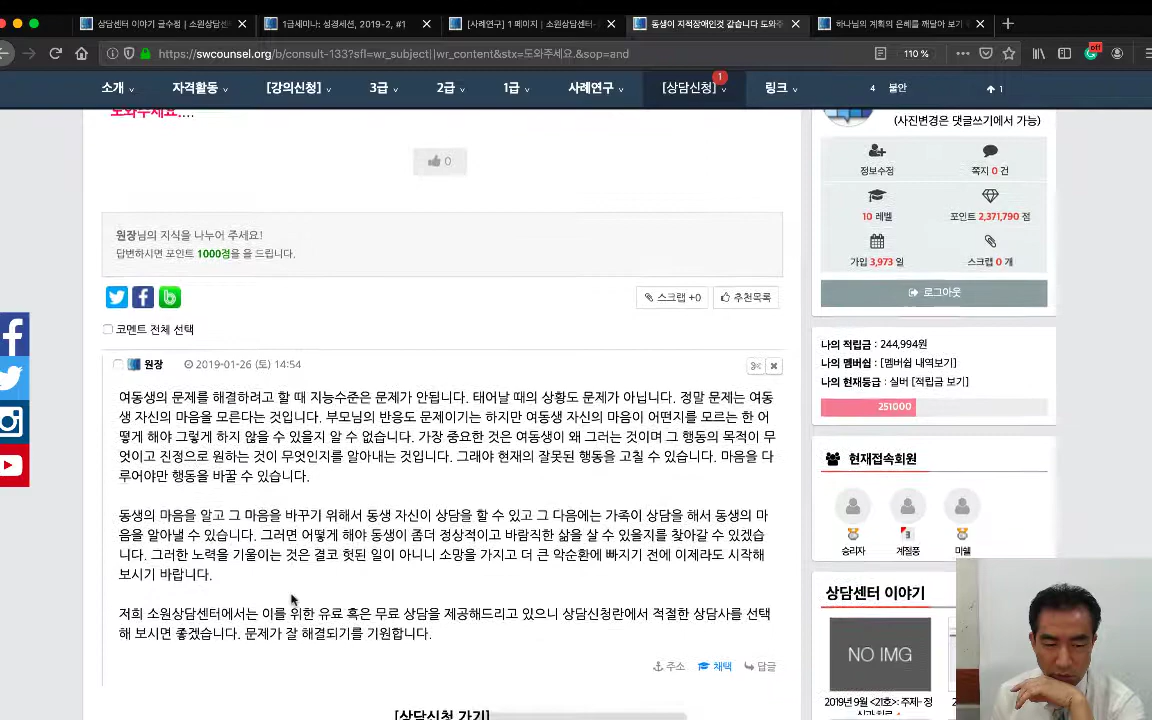 상담센터 이야기 글수정 | 소원상담센
1급세미나: 성경세션, 2019-2, #1
[사례연구] 1 페이지 | 소원상담센터-
동생이 지적장애인것 같습니다 도와주
하나님의 계획의 은혜를 깨달아 보기
https://swcounsel.org/b/consult-133?sfl=wr_subject||wr_content&stx=도와주세요.&sop=and
110 %
off
소개
자격활동
[강의신청]
3급
2급
1급
사례연구
[상담신청]
1
링크
4 불안
1
도와주세요....
0
원장님의 지식을 나누어 주세요!
답변하시면 포인트 1000점을 을 드립니다.
스크랩 +0
추천목록
코멘트 전체 선택
원장
2019-01-26 (토) 14:54
여동생의 문제를 해결하려고 할 때 지능수준은 문제가 안됩니다. 태어날 때의 상황도 문제가 아닙니다. 정말 문제는 여동
생 자신의 마음을 모른다는 것입니다. 부모님의 반응도 문제이기는 하지만 여동생 자신의 마음이 어떤지를 모르는 한 어
떻게 해야 그렇게 하지 않을 수 있을지 알 수 없습니다. 가장 중요한 것은 여동생이 왜 그러는 것이며 그 행동의 목적이 무
엇이고 진정으로 원하는 것이 무엇인지를 알아내는 것입니다. 그래야 현재의 잘못된 행동을 고칠 수 있습니다. 마음을 다
루어야만 행동을 바꿀 수 있습니다.
동생의 마음을 알고 그 마음을 바꾸기 위해서 동생 자신이 상담을 할 수 있고 그 다음에는 가족이 상담을 해서 동생의 마
음을 알아낼 수 있습니다. 그러면 어떻게 해야 동생이 좀더 정상적이고 바람직한 삶을 살 수 있을지를 찾아갈 수 있겠습
니다. 그러한 노력을 기울이는 것은 결코 헛된 일이 아니니 소망을 가지고 더 큰 악순환에 빠지기 전에 이제라도 시작해
보시기 바랍니다.
저희 소원상담센터에서는 이를 위한 유료 혹은 무료 상담을 제공해드리고 있으니 상담신청란에서 적절한 상담사를 선택
해 보시면 좋겠습니다. 문제가 잘 해결되기를 기원합니다.
주소
채택
답글
[상담신청 가기]
(사진변경은 댓글쓰기에서 가능)
정보수정
쪽지 0 건
10 레벨
포인트 2,371,790 점
가입 3,973 일
스크랩 0 개
로그아웃
나의 적립금 : 244,994원
나의 멤버쉽 : [멤버쉽 내역보기]
나의 현재등급 : 실버 [적립금 보기]
251000
현재접속회원
승리자
계절풍
미쉘
상담센터 이야기
NO IMG
2019년 9월 <21호>: 주제- 정
신과 치료